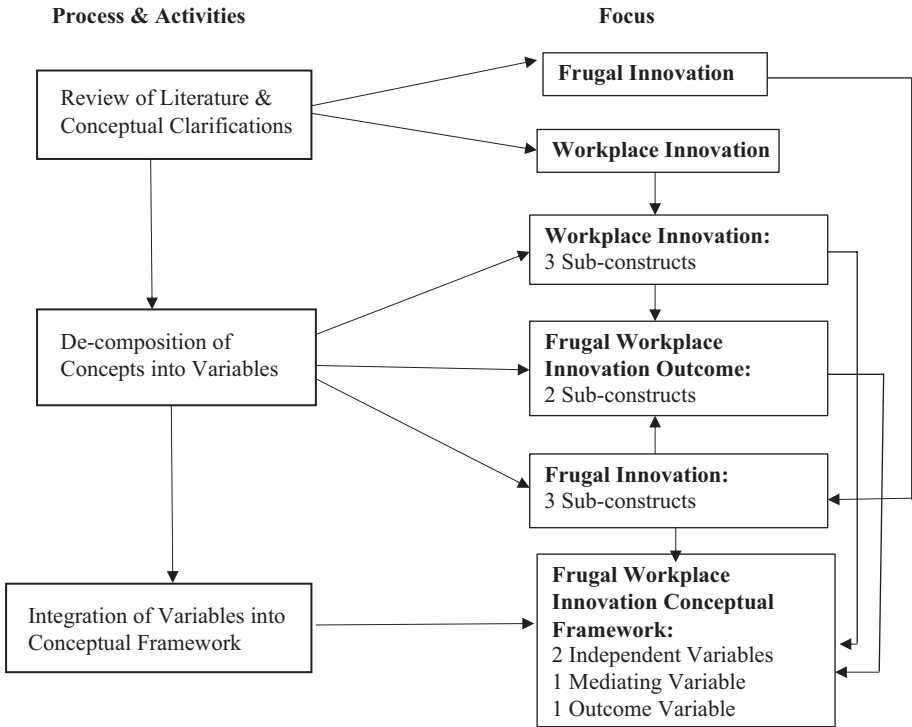 Process & Activities
Focus
Frugal Innovation
Review of Literature &
Conceptual Clarifications
Workplace Innovation
Workplace Innovation:
3 Sub-constructs
De-composition of
Concepts into Variables
Frugal Workplace
Innovation Outcome:
2 Sub-constructs
Frugal Innovation:
3 Sub-constructs
Integration of Variables into
Conceptual Framework
Frugal Workplace
Innovation Conceptual
Framework:
2 Independent Variables
1 Mediating Variable
1 Outcome Variable